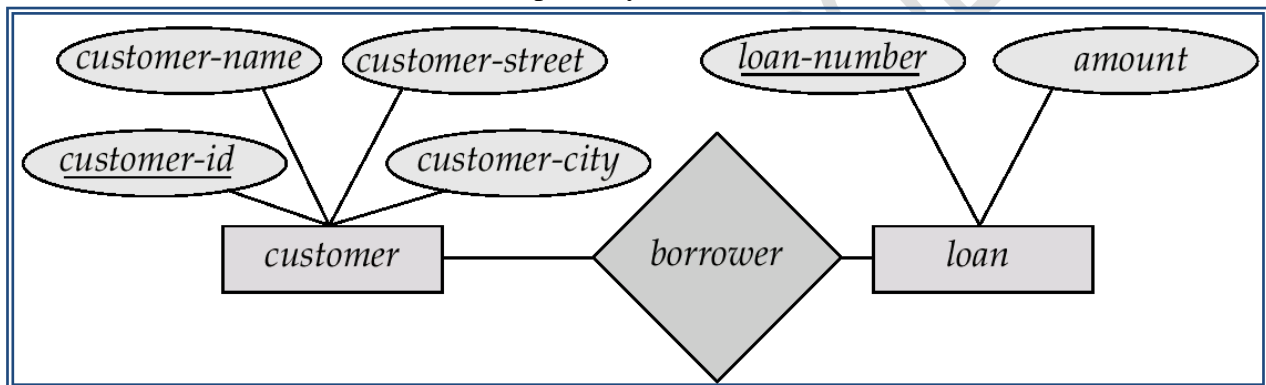 customer-name
customer-street
loan-number
amount
customer-id
customer-city
customer
borrower
loan